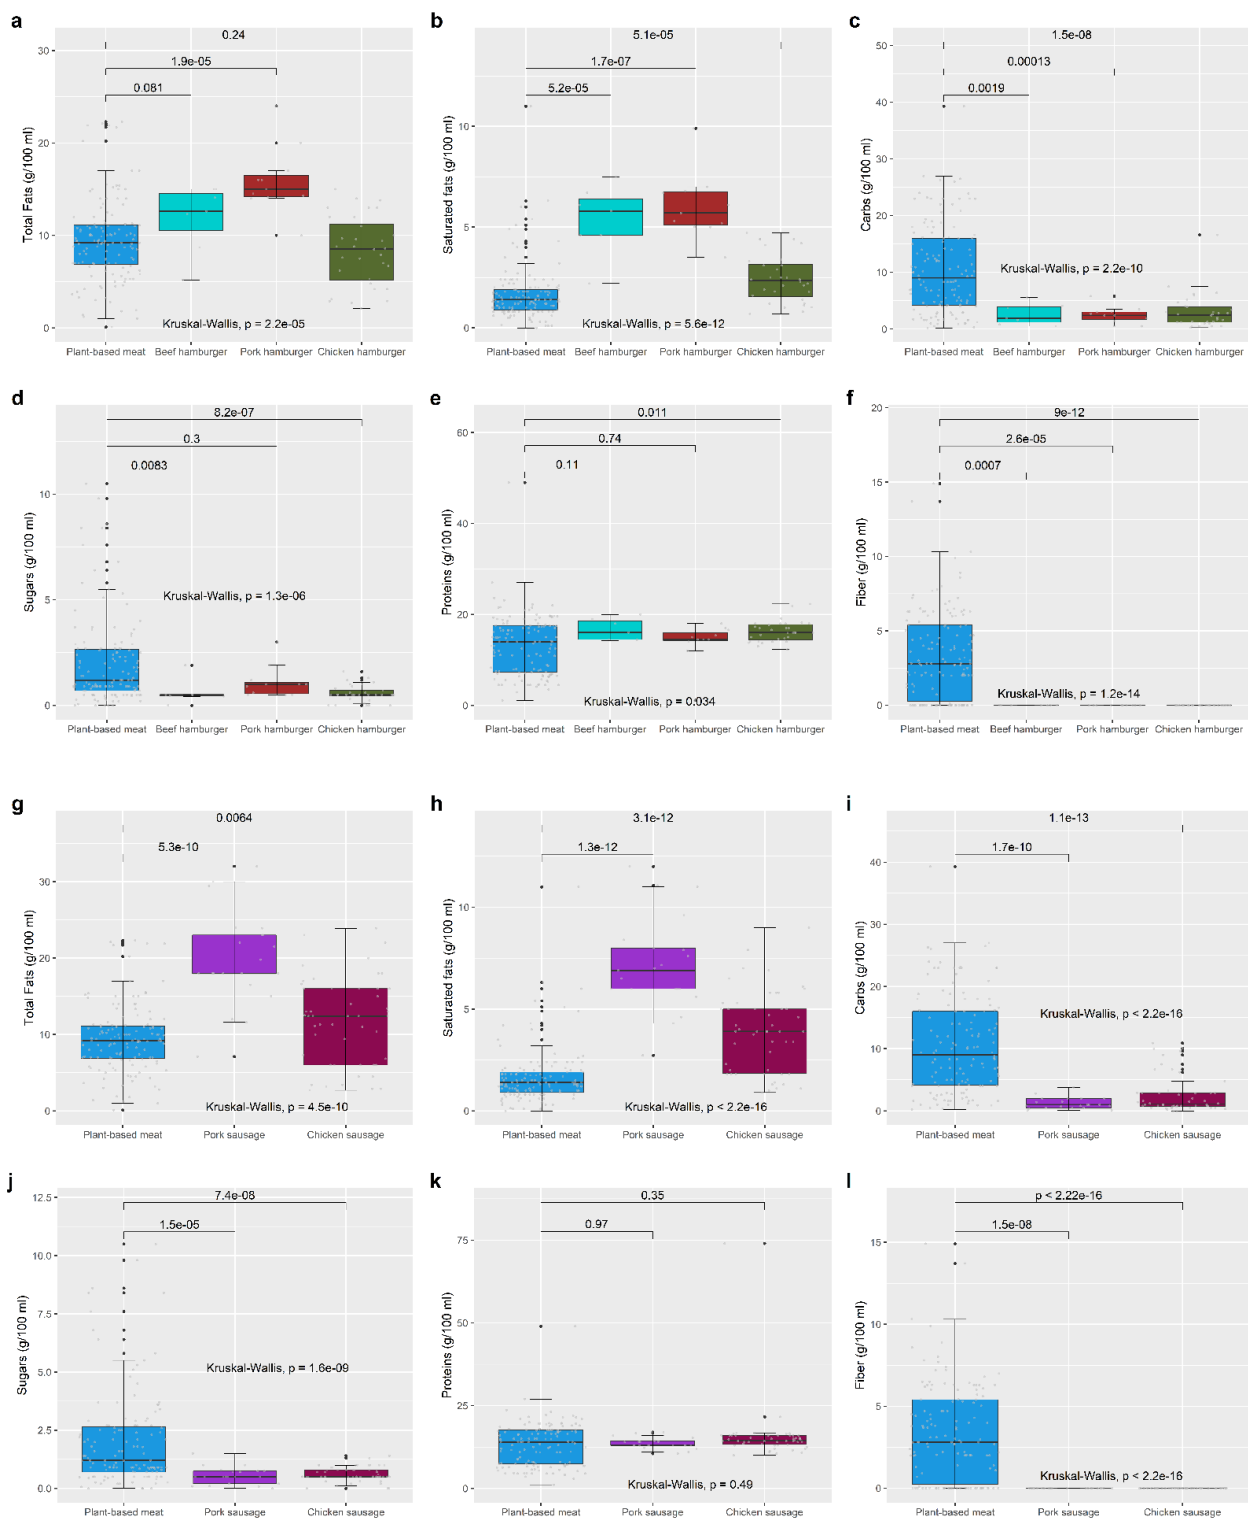 a
b
c
0.24
1.9e-05
0.081
30
20
10
0
Total Fats (g/100 ml)
Kruskal-Wallis, p = 2.2e-05
Plant-based meat Beef hamburger Pork hamburger Chicken hamburger
5.1e-05
1.7e-07
5.2e-05
10
5
0
Saturated fats (g/100 ml)
Kruskal-Wallis, p = 5.6e-12
Plant-based meat Beef hamburger Pork hamburger Chicken hamburger
1.5e-08
0.00013
0.0019
50
40
30
20
10
0
Carbs (g/100 ml)
Kruskal-Wallis, p = 2.2e-10
Plant-based meat Beef hamburger Pork hamburger Chicken hamburger
d
e
f
8.2e-07
0.3
0.0083
10
5
0
Sugars (g/100 ml)
Kruskal-Wallis, p = 1.3e-06
Plant-based meat Beef hamburger Pork hamburger Chicken hamburger
0.011
0.74
0.11
60
40
20
0
Proteins (g/100 ml)
Kruskal-Wallis, p = 0.034
Plant-based meat Beef hamburger Pork hamburger Chicken hamburger
9e-12
2.6e-05
0.0007
20
15
10
5
0
Fiber (g/100 ml)
Kruskal-Wallis, p = 1.2e-14
Plant-based meat Beef hamburger Pork hamburger Chicken hamburger
g
h
i
0.0064
5.3e-10
30
20
10
0
Total Fats (g/100 ml)
Kruskal-Wallis, p = 4.5e-10
Plant-based meat Pork sausage Chicken sausage
3.1e-12
1.3e-12
10
5
0
Saturated fats (g/100 ml)
Kruskal-Wallis, p < 2.2e-16
Plant-based meat Pork sausage Chicken sausage
1.1e-13
1.7e-10
40
30
20
10
0
Carbs (g/100 ml)
Kruskal-Wallis, p < 2.2e-16
Plant-based meat Pork sausage Chicken sausage
j
k
l
7.4e-08
1.5e-05
12.5
10.0
7.5
5.0
2.5
0.0
Sugars (g/100 ml)
Kruskal-Wallis, p = 1.6e-09
Plant-based meat Pork sausage Chicken sausage
0.35
0.97
75
50
25
0
Proteins (g/100 ml)
Kruskal-Wallis, p = 0.49
Plant-based meat Pork sausage Chicken sausage
p < 2.22e-16
1.5e-08
15
10
5
0
Fiber (g/100 ml)
Kruskal-Wallis, p < 2.2e-16
Plant-based meat Pork sausage Chicken sausage